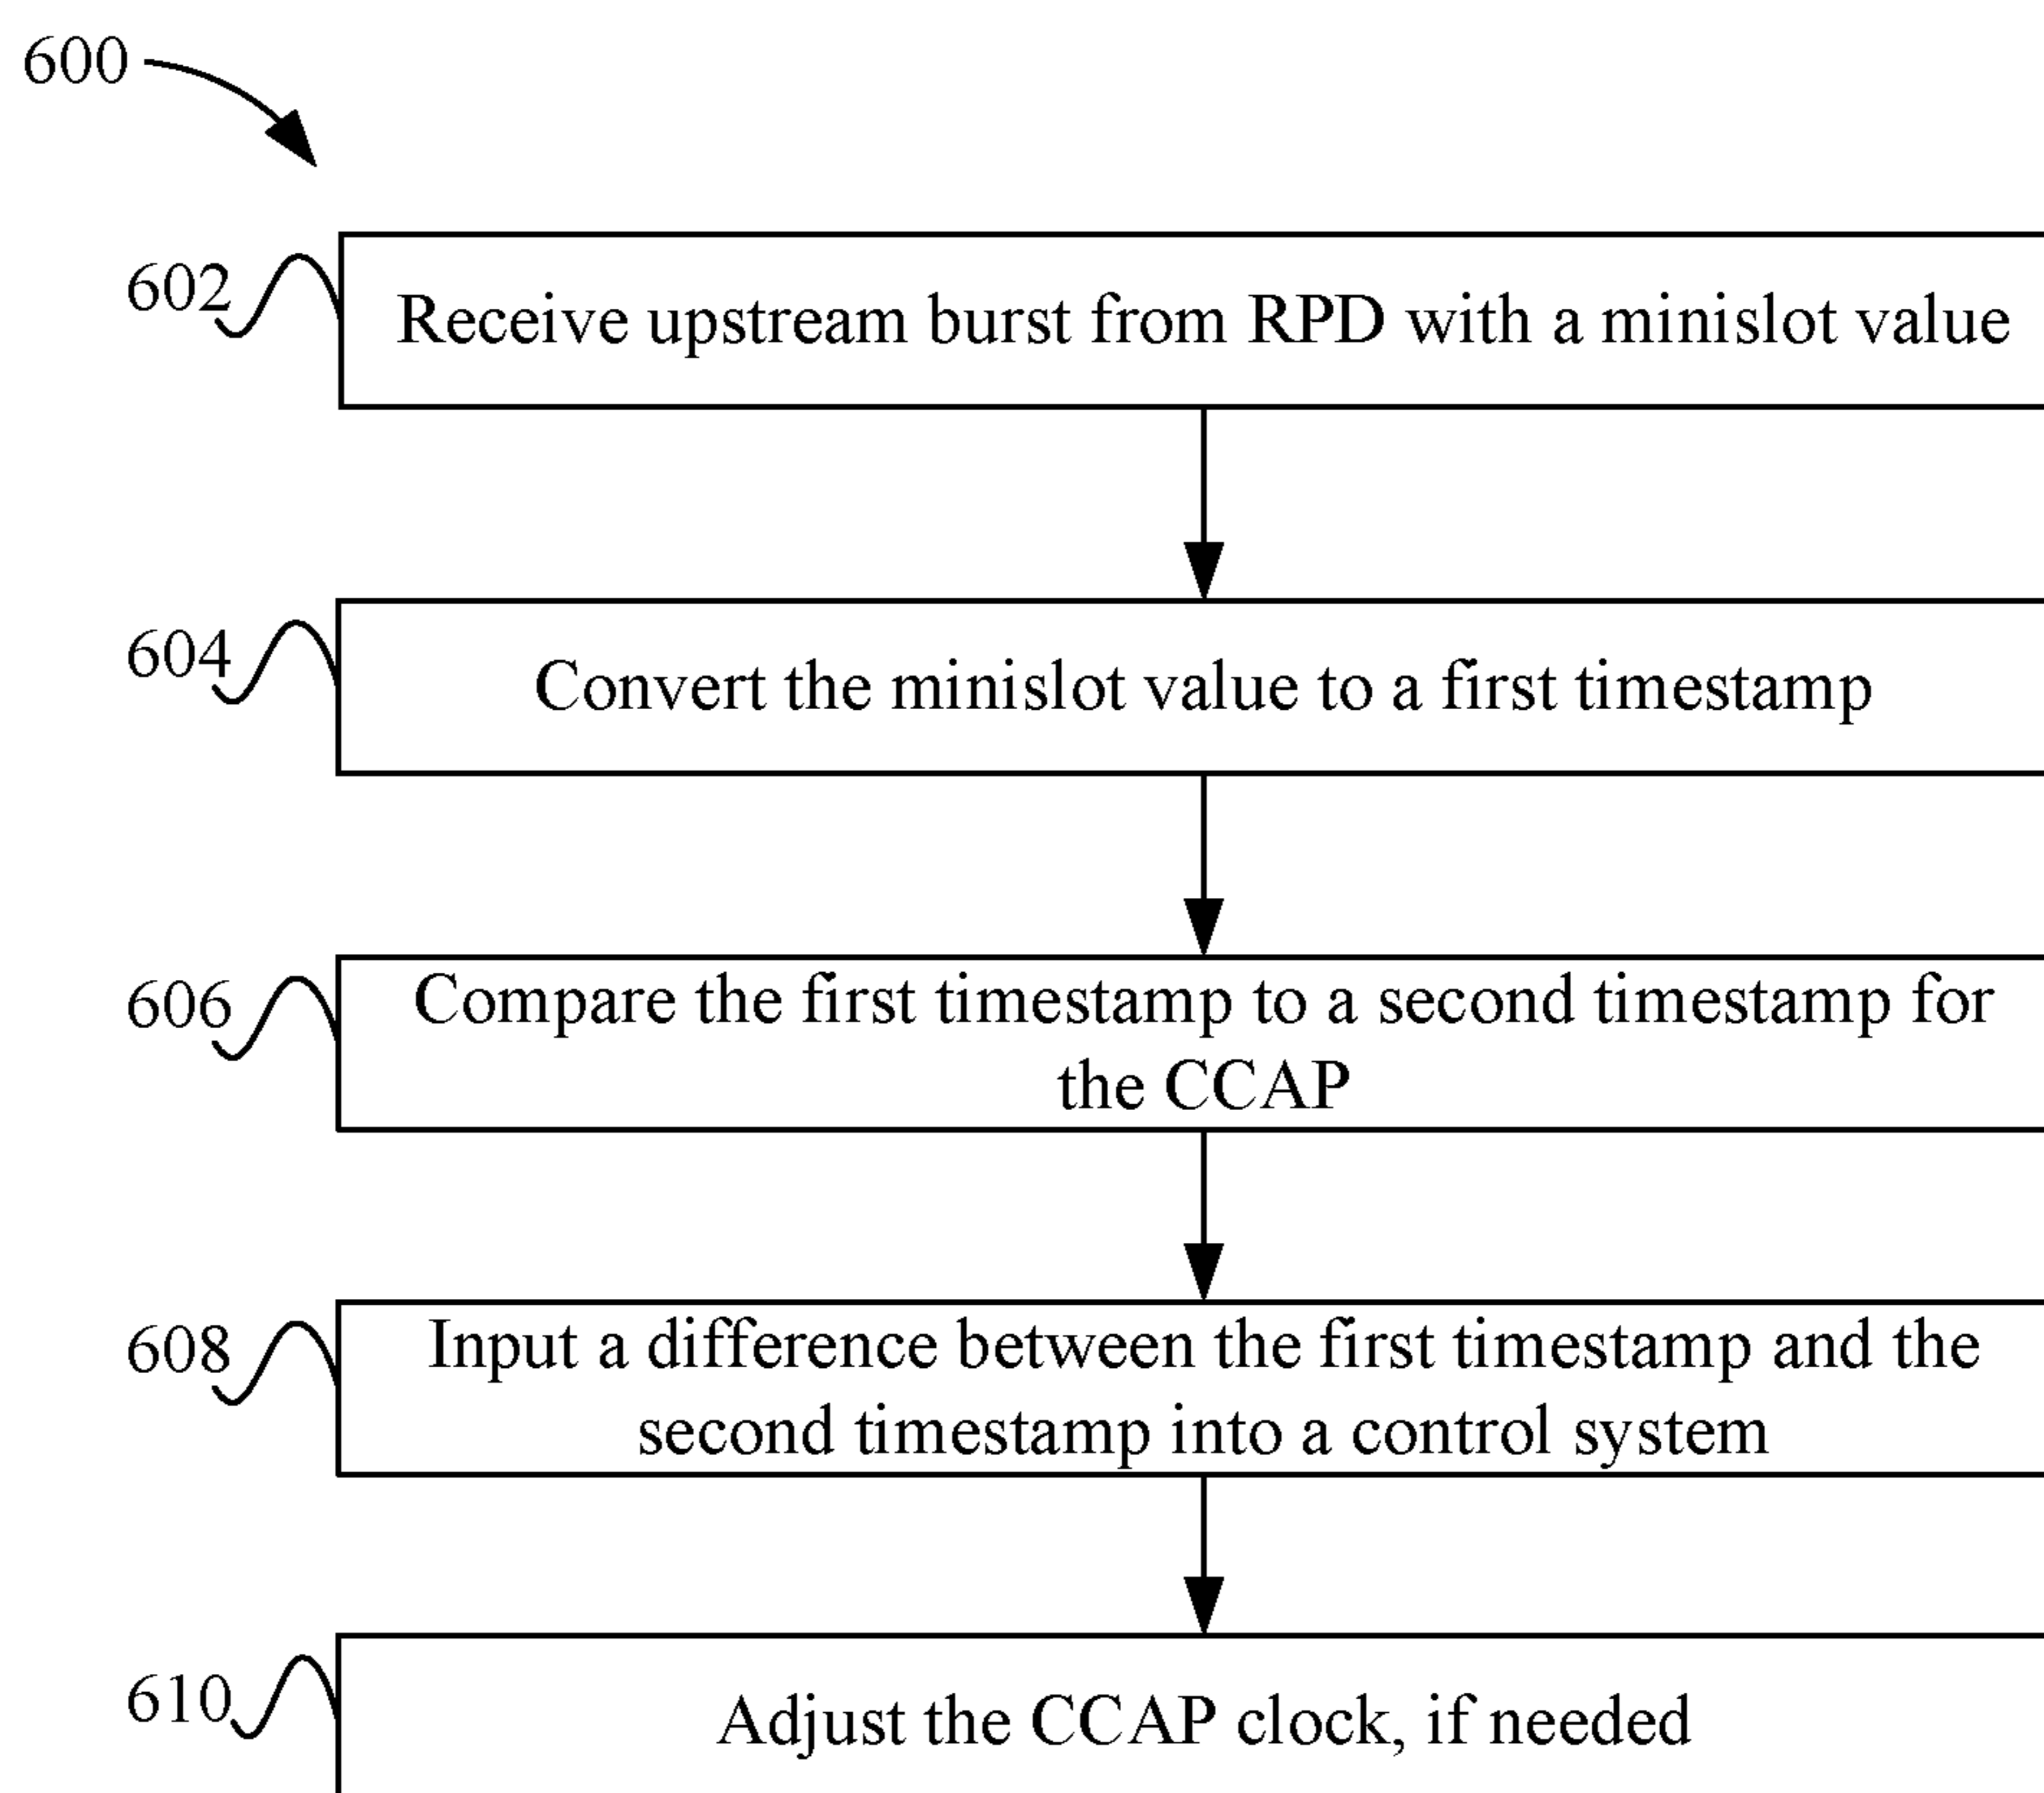 600
602
Receive upstream burst from RPD with a minislot value
604
Convert the minislot value to a first timestamp
606
Compare the first timestamp to a second timestamp for
the CCAP
608
Input a difference between the first timestamp and the
second timestamp into a control system
610
Adjust the CCAP clock, if needed